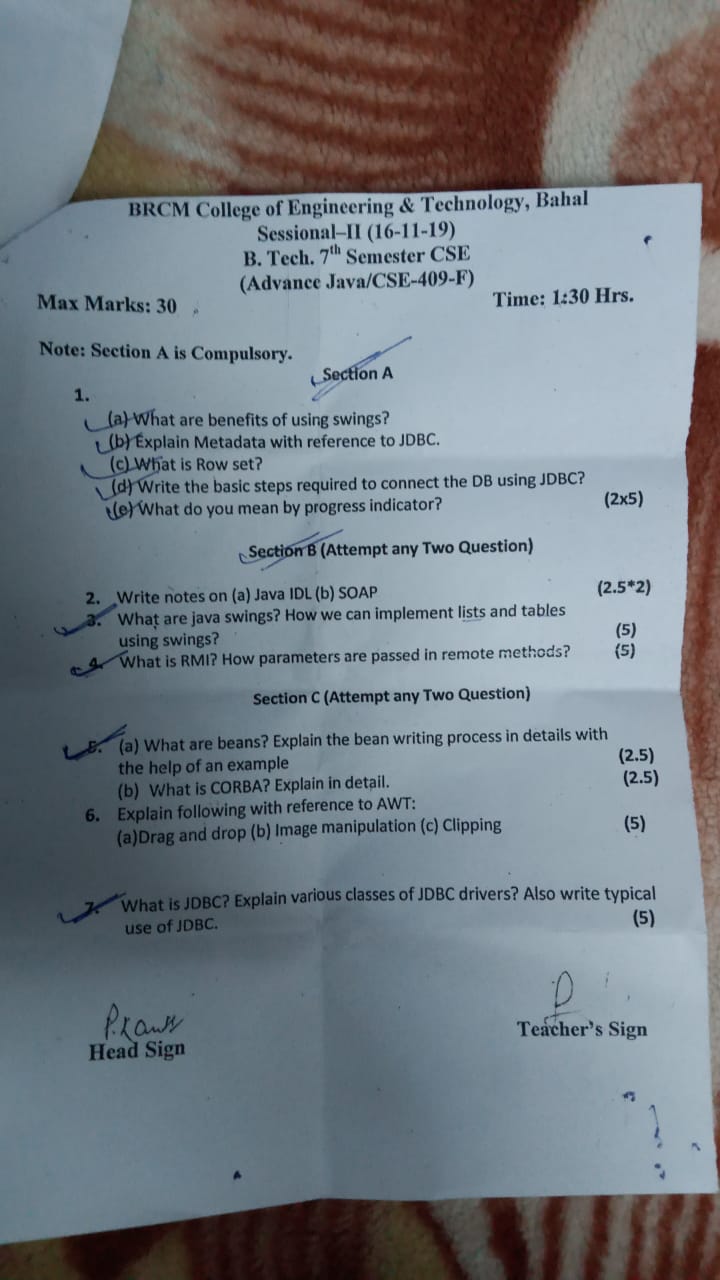 BRCM College of Engineering & Technology, Bahal
Sessional–II (16-11-19)
B. Tech. 7th Semester CSE
(Advance Java/CSE-409-F)
Max Marks: 30
Time: 1:30 Hrs.
Note: Section A is Compulsory.
Section A
1.
(a) What are benefits of using swings?
(b) Explain Metadata with reference to JDBC.
(c) What is Row set?
(d) Write the basic steps required to connect the DB using JDBC?
(e) What do you mean by progress indicator? (2x5)
Section B (Attempt any Two Question)
2. Write notes on (a) Java IDL (b) SOAP (2.5*2)
3. What are java swings? How we can implement lists and tables
using swings? (5)
4. What is RMI? How parameters are passed in remote methods? (5)
Section C (Attempt any Two Question)
5. (a) What are beans? Explain the bean writing process in details with
the help of an example (2.5)
(b) What is CORBA? Explain in detail. (2.5)
6. Explain following with reference to AWT:
(a)Drag and drop (b) Image manipulation (c) Clipping (5)
7. What is JDBC? Explain various classes of JDBC drivers? Also write typical
use of JDBC. (5)
Head Sign
Teacher's Sign